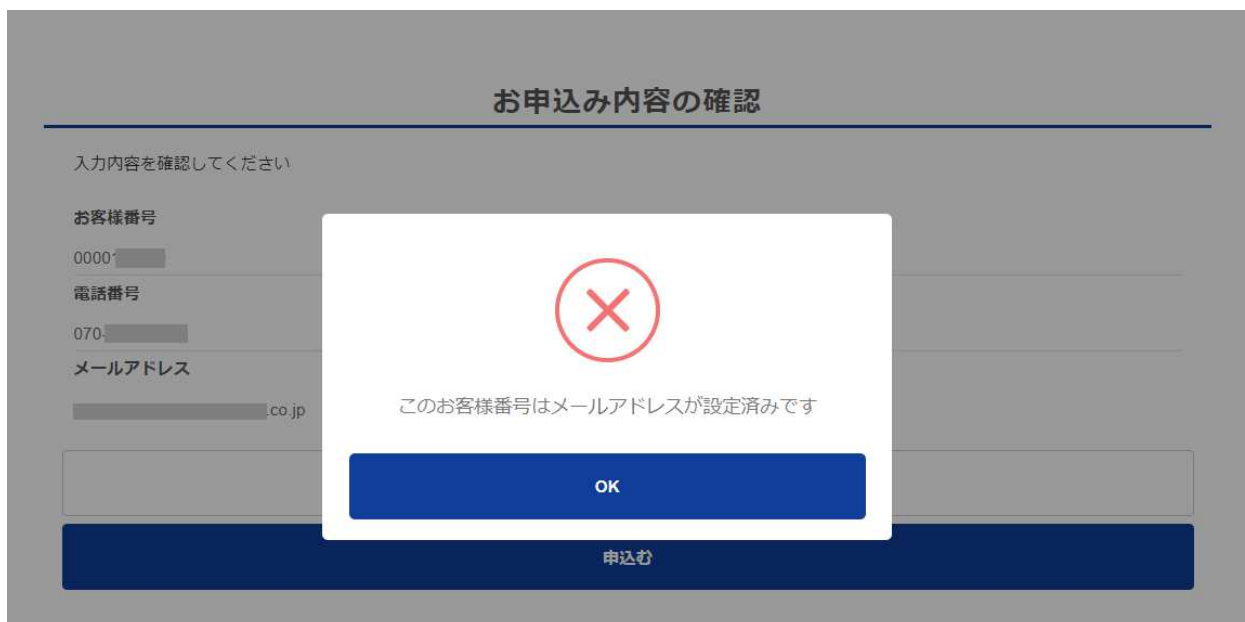 お申込み内容の確認
入力内容を確認してください
お客様番号
0000
電話番号
070-
メールアドレス
.co.jp
このお客様番号はメールアドレスが設定済みです
OK
申込む